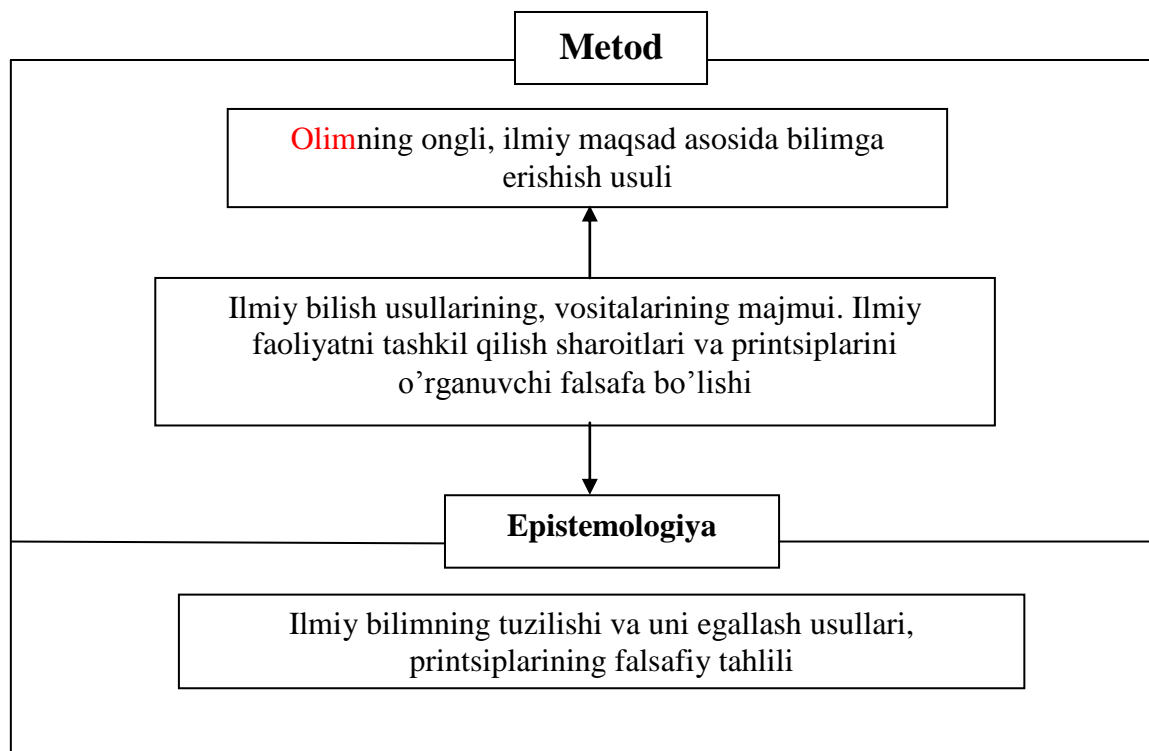 Metod
Olimning ongli, ilmiy maqsad asosida bilimga
erishish usuli
Ilmiy bilish usullarining, vositalarining majmui. Ilmiy
faoliyatni tashkil qilish sharoitlari va printsiplarini
o’rganuvchi falsafa bo’lishi
Epistemologiya
Ilmiy bilimning tuzilishi va uni egallash usullari,
printsiplarining falsafiy tahlili